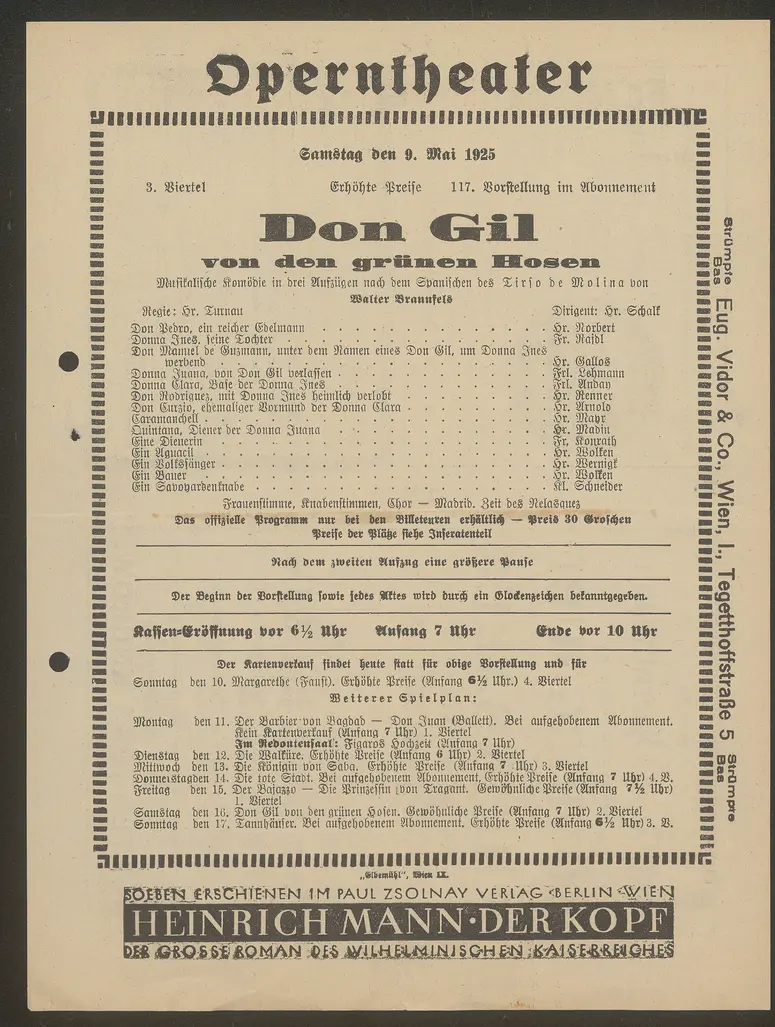 Operntheater
Samstag den 9. Mai 1925
3. Viertel Erhöhte Preise 117. Vorstellung im Abonnement
Don Gil
von den grünen Hosen
Musikalische Komödie in drei Aufzügen nach dem Spanischen des Tirso de Molina von
Walter Braunfels
Regie: Hr. Turnau Dirigent: Hr. Schalk
Don Pedro, ein reicher Edelmann . . . Hr. Norbert
Donna Ines, seine Tochter . . . Fr. Rajdl
Don Manuel de Guzmann, unter dem Namen eines Don Gil, um Donna Ines
werbend . . . Hr. Gallos
Donna Juana, von Don Gil verlassen . . . Frl. Lehmann
Donna Clara, Base der Donna Ines . . . Frl. Anday
Don Rodriguez, mit Donna Ines heimlich verlobt . . . Hr. Renner
Don Curzio, ehemaliger Vormund der Donna Clara . . . Hr. Arnold
Caramanchell . . . Hr. Mayr
Quintana, Diener der Donna Juana . . . Hr. Madin
Eine Dienerin . . . Fr. Konrath
Ein Aguacil . . . Hr. Wolken
Ein Volksänger . . . Hr. Wernigk
Ein Bauer . . . Hr. Wolken
Ein Savoyardenknabe . . . Kl. Schneider
Frauenstimme, Knabenstimmen, Chor — Madrid. Zeit des Velasquez
Das offizielle Programm nur bei den Billeteuren erhältlich — Preis 30 Groschen
Preise der Plätze siehe Inseratenteil
Nach dem zweiten Aufzug eine größere Pause
Der Beginn der Vorstellung sowie jedes Aktes wird durch ein Glockenzeichen bekanntgegeben.
Kassen-Eröffnung vor 6½ Uhr Anfang 7 Uhr Ende vor 10 Uhr
Der Kartenverkauf findet heute statt für obige Vorstellung und für
Sonntag den 10. Margarethe (Faust). Erhöhte Preise (Anfang 6½ Uhr.) 4. Viertel
Weiterer Spielplan:
Montag den 11. Der Barbier von Bagdad — Don Juan (Ballett). Bei aufgehobenem Abonnement.
Kein Kartenverkauf (Anfang 7 Uhr) 1. Viertel
Im Redoutensaal: Figaros Hochzeit (Anfang 7 Uhr)
Dienstag den 12. Die Walküre. Erhöhte Preise (Anfang 6 Uhr) 2. Viertel
Mittwoch den 13. Die Königin von Saba. Erhöhte Preise (Anfang 7 Uhr) 3. Viertel
Donnerstag den 14. Die tote Stadt. Bei aufgehobenem Abonnement. Erhöhte Preise (Anfang 7 Uhr) 4. V.
Freitag den 15. Der Bajazzo — Die Prinzessin von Tragant. Gewöhnliche Preise (Anfang 7½ Uhr)
1. Viertel
Samstag den 16. Don Gil von den grünen Hosen. Gewöhnliche Preise (Anfang 7 Uhr) 2. Viertel
Sonntag den 17. Tannhäuser. Bei aufgehobenem Abonnement. Erhöhte Preise (Anfang 6½ Uhr) 3. V.
„Elbemühl", Wien IX.
SOEBEN ERSCHIENEN IM PAUL ZSOLNAY VERLAG BERLIN WIEN
HEINRICH MANN · DER KOPF
DER GROSSE ROMAN DES WILHELMINISCHEN KAISERREICHES
Strümpfe
Bas
Eug. Vidor & Co., Wien, I., Tegetthoffstraße 5
Strümpfe
Bas